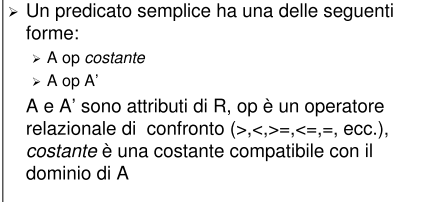 ➢ Un predicato semplice ha una delle seguenti
forme:
➢ A op costante
➢ A op A'
A e A' sono attributi di R, op è un operatore
relazionale di confronto (>,<,>=,<=,=, ecc.),
costante è una costante compatibile con il
dominio di A